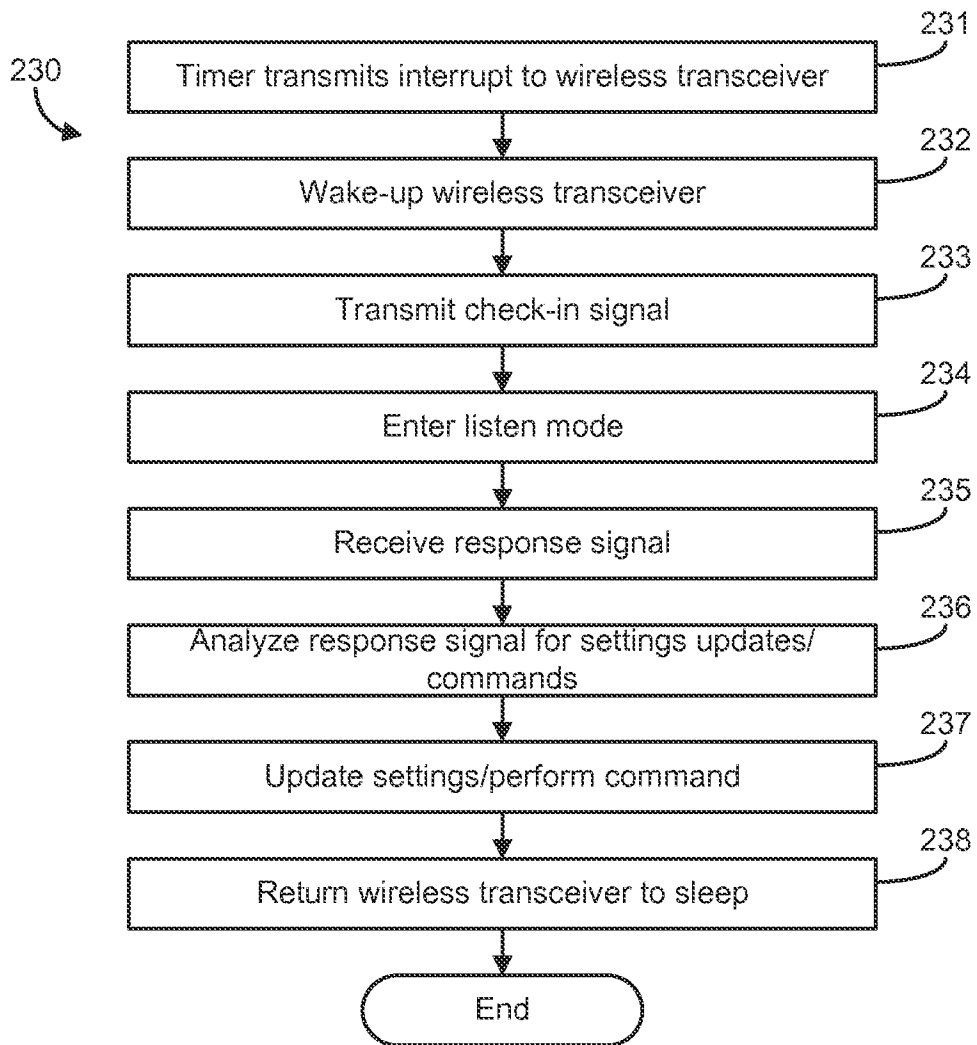 230
231
Timer transmits interrupt to wireless transceiver
232
Wake-up wireless transceiver
233
Transmit check-in signal
234
Enter listen mode
235
Receive response signal
236
Analyze response signal for settings updates/
commands
237
Update settings/perform command
238
Return wireless transceiver to sleep
End